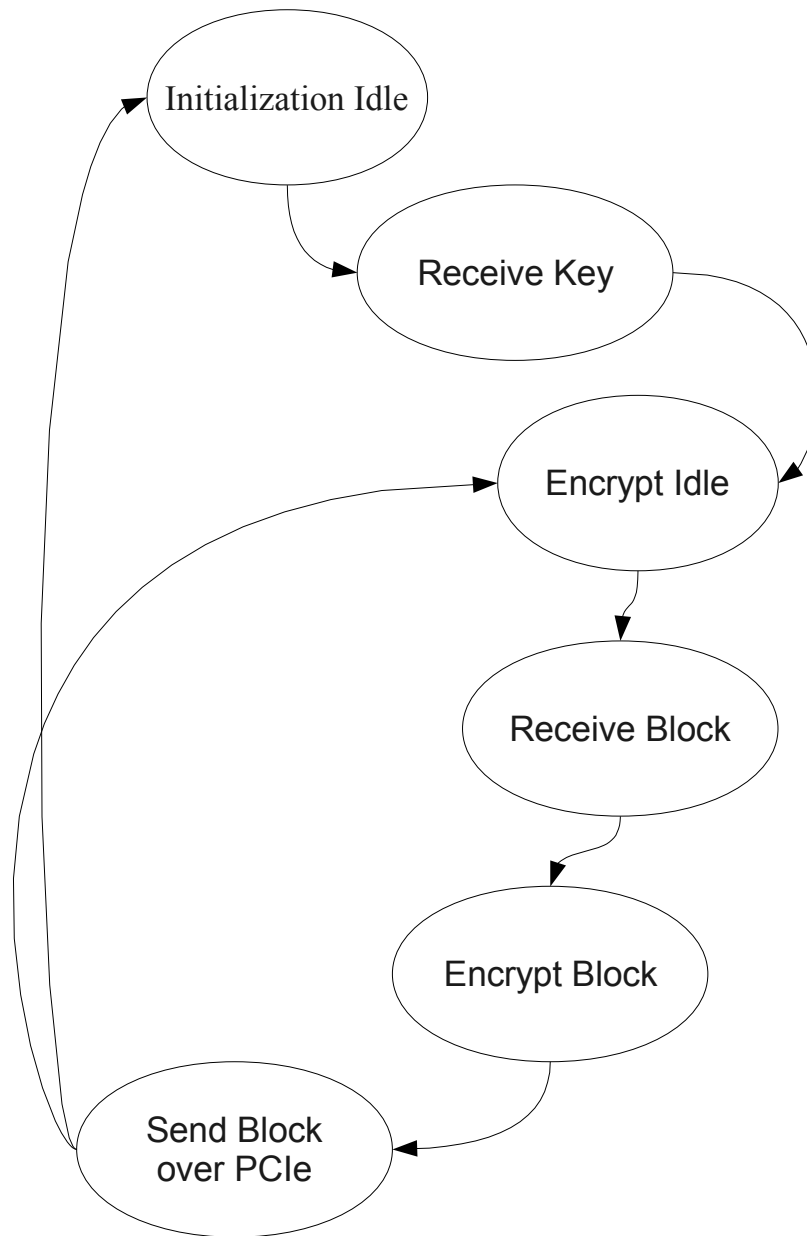 Initialization Idle
Receive Key
Encrypt Idle
Receive Block
Encrypt Block
Send Block
over PCIe